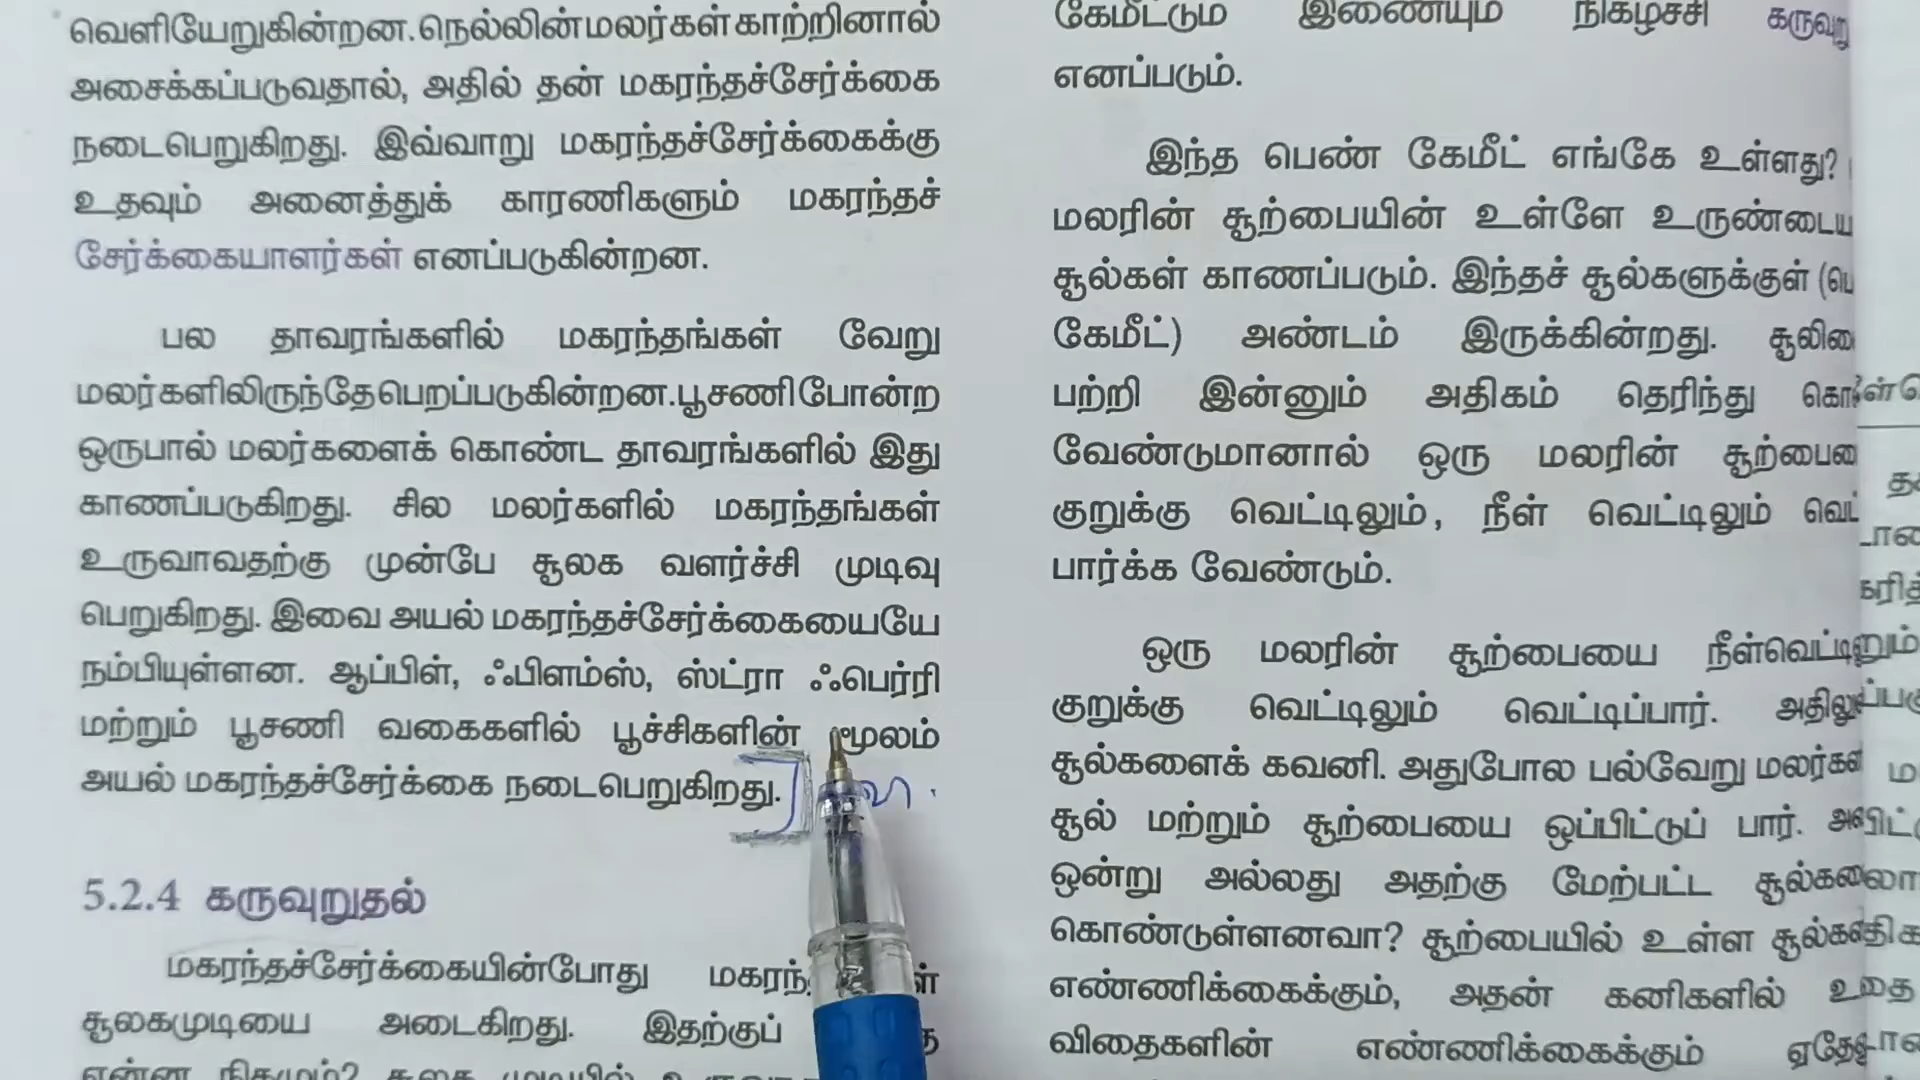 வெளியேறுகின்றன. நெல்லின் மலர்கள் காற்றினால்
அசைக்கப்படுவதால், அதில் தன் மகரந்தச்சேர்க்கை
நடைபெறுகிறது. இவ்வாறு மகரந்தச்சேர்க்கைக்கு
உதவும் அனைத்துக் காரணிகளும் மகரந்தச்
சேர்க்கையாளர்கள் எனப்படுகின்றன.
பல தாவரங்களில் மகரந்தங்கள் வேறு
மலர்களிலிருந்தே பெறப்படுகின்றன. பூசணி போன்ற
ஒருபால் மலர்களைக் கொண்ட தாவரங்களில் இது
காணப்படுகிறது. சில மலர்களில் மகரந்தங்கள்
உருவாவதற்கு முன்பே சூலக வளர்ச்சி முடிவு
பெறுகிறது. இவை அயல் மகரந்தச்சேர்க்கையையே
நம்பியுள்ளன. ஆப்பிள், ஃபிளம்ஸ், ஸ்ட்ரா ஃபெர்ரி
மற்றும் பூசணி வகைகளில் பூச்சிகளின் மூலம்
அயல் மகரந்தச்சேர்க்கை நடைபெறுகிறது.
5.2.4 கருவுறுதல்
மகரந்தச்சேர்க்கையின்போது
சூலகமுடியை அடைகிறது. இதற்குப்
கேமீட்டும் இணையும் நிகழ்ச்சி
எனப்படும்.
இந்த பெண் கேமீட் எங்கே உள்ளது?
மலரின் சூற்பையின் உள்ளே
சூல்கள் காணப்படும். இந்தச் சூல்களுக்குள்
கேமீட்) அண்டம் இருக்கின்றது.
பற்றி இன்னும் அதிகம் தெரிந்து
வேண்டுமானால் ஒரு மலரின்
குறுக்கு வெட்டிலும், நீள் வெட்டிலும்
பார்க்க வேண்டும்.
ஒரு மலரின் சூற்பையை
குறுக்கு வெட்டிலும் வெட்டிப்பார்.
சூல்களைக் கவனி. அதுபோல பல்வேறு
சூல் மற்றும் சூற்பையை ஒப்பிட்டுப் பார்.
ஒன்று அல்லது அதற்கு மேற்பட்ட
கொண்டுள்ளனவா? சூற்பையில் உள்ள
எண்ணிக்கைக்கும், அதன் கனிகளில்
விதைகளின் எண்ணிக்கைக்கும்